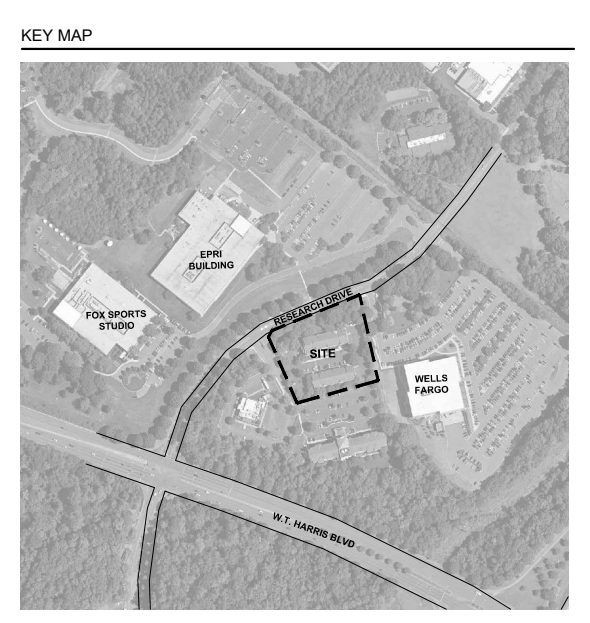 KEY MAP
EPRI
BUILDING
RESEARCH DRIVE
FOX SPORTS
STUDIO
SITE
WELLS
FARGO
W.T. HARRIS BLVD